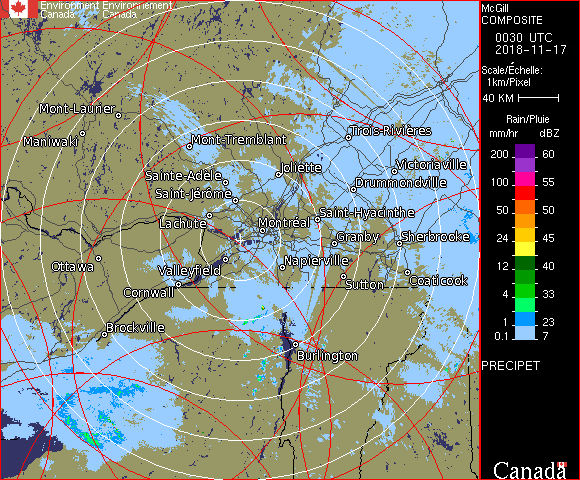 Environment Environnement
Canada Canada
McGill
COMPOSITE
0030 UTC
2018-11-17
Scale/Échelle:
1km/Pixel
40 KM
Rain/Pluie
mm/hr dBZ
200 60
100 55
50 50
24 45
12 40
4 33
1 23
0.1 7
PRECIPET
Canada
Mont-Laurier
Maniwaki
Mont-Tremblant
Trois-Rivières
Joliette
Victoriaville
Sainte-Adèle
Drummondville
Saint-Jérôme
Saint-Hyacinthe
Lachute
Montréal
Granby
Sherbrooke
Ottawa
Valleyfield
Napierville
Sutton
Coaticook
Cornwall
Brockville
Burlington